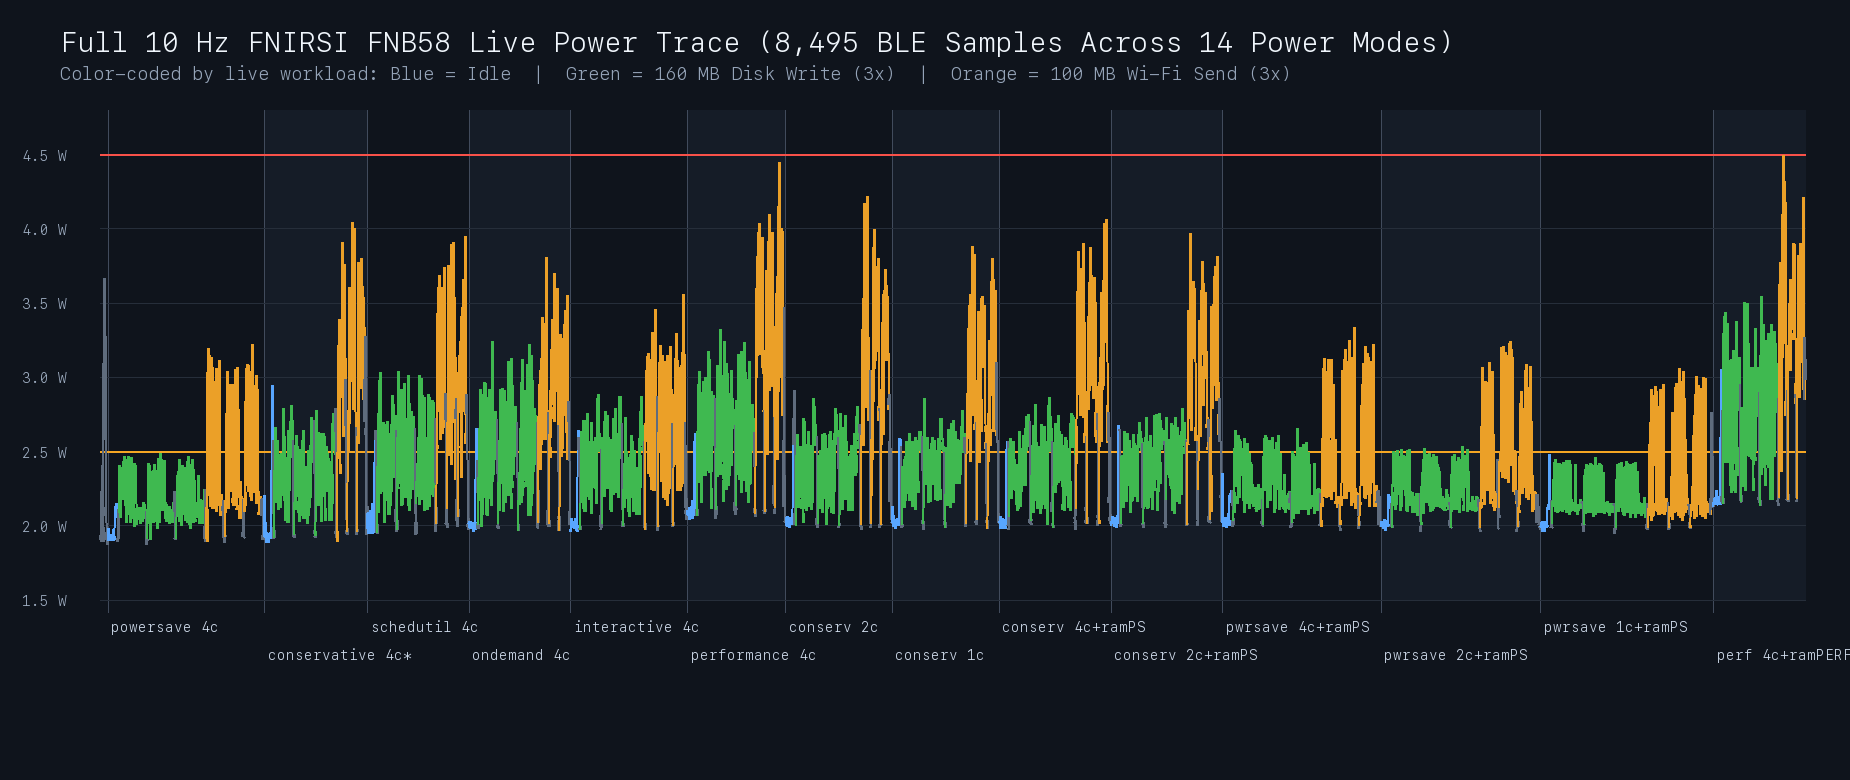 Full 10 Hz FNIRSI FNB58 Live Power Trace (8,495 BLE Samples Across 14 Power Modes)
Color-coded by live workload: Blue = Idle | Green = 160 MB Disk Write (3x) | Orange = 100 MB Wi-Fi Send (3x)
4.5 W
4.0 W
3.5 W
3.0 W
2.5 W
2.0 W
1.5 W
powersave 4c
schedutil 4c
interactive 4c
conserv 2c
conserv 4c+ramPS
pwrsave 4c+ramPS
pwrsave 1c+ramPS
conservative 4c*
ondemand 4c
performance 4c
conserv 1c
conserv 2c+ramPS
pwrsave 2c+ramPS
perf 4c+ramPERF